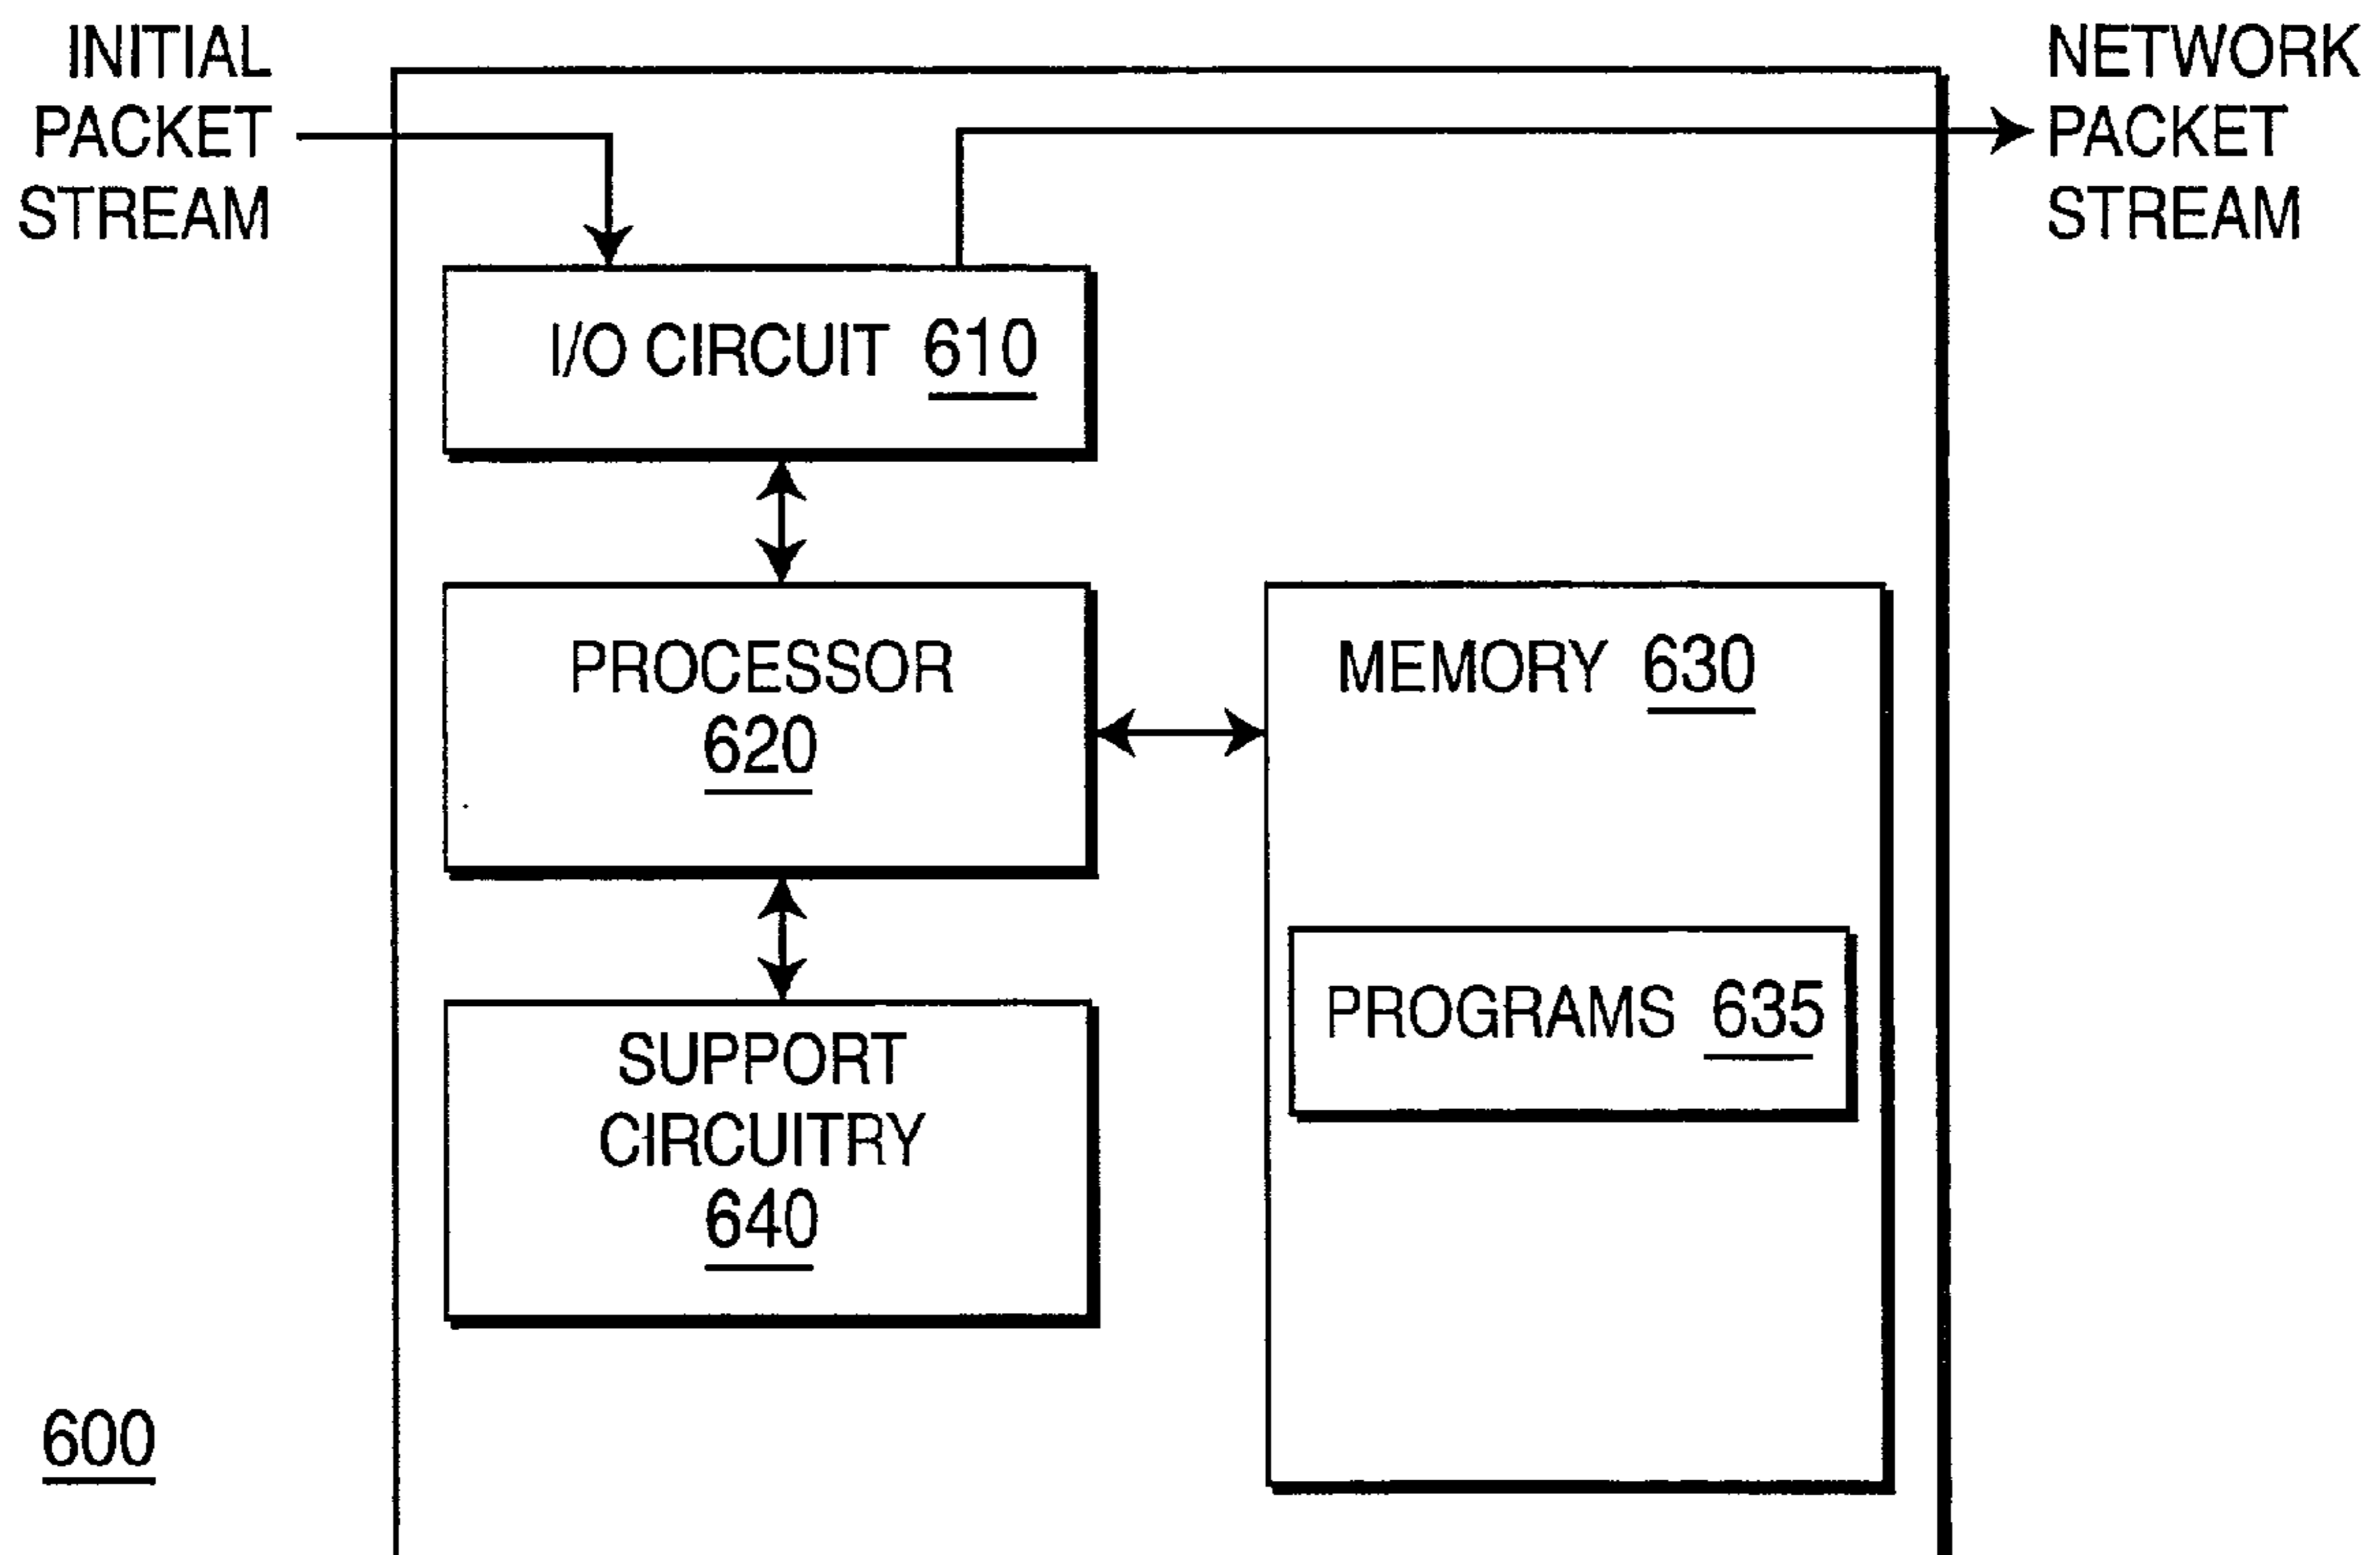 INITIAL
PACKET
STREAM
NETWORK
PACKET
STREAM
I/O CIRCUIT 610
PROCESSOR
620
MEMORY 630
PROGRAMS 635
SUPPORT
CIRCUITRY
640
600